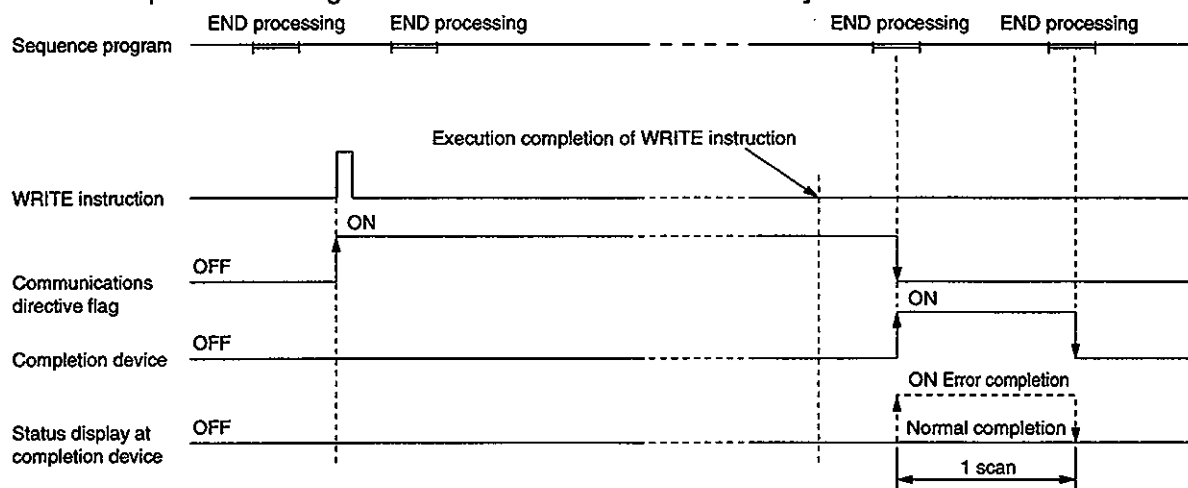 END processing END processing END processing END processing
Sequence program
Execution completion of WRITE instruction
WRITE instruction
ON
OFF
Communications
directive flag
ON
OFF
Completion device
ON Error completion
OFF
Status display at
completion device
Normal completion
1 scan